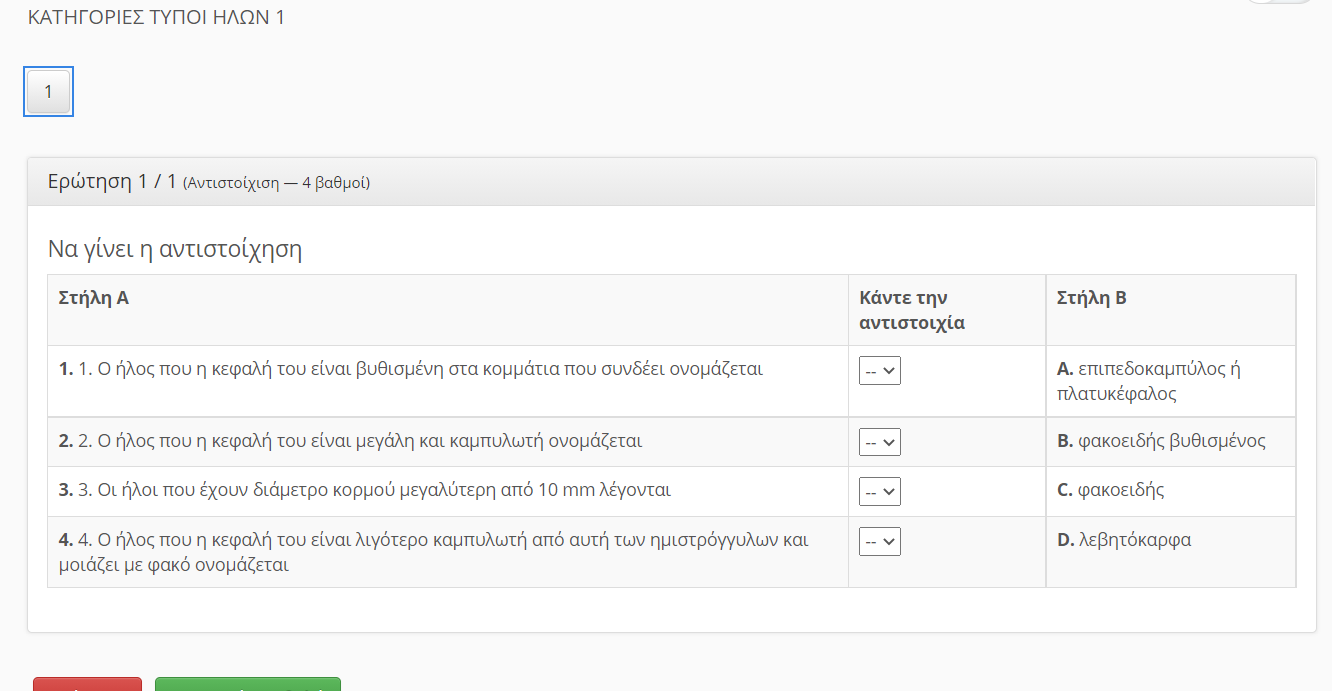 ΚΑΤΗΓΟΡΙΕΣ ΤΥΠΟΙ ΗΛΩΝ 1
1
Ερώτηση 1 / 1 (Αντιστοίχιση — 4 βαθμοί)
Να γίνει η αντιστοίχηση
Στήλη Α
Κάντε την
αντιστοιχία
Στήλη Β
1. 1. Ο ήλος που η κεφαλή του είναι βυθισμένη στα κομμάτια που συνδέει ονομάζεται
--
A. επιπεδοκαμπύλος ή
πλατυκέφαλος
2. 2. Ο ήλος που η κεφαλή του είναι μεγάλη και καμπυλωτή ονομάζεται
--
B. φακοειδής βυθισμένος
3. 3. Οι ήλοι που έχουν διάμετρο κορμού μεγαλύτερη από 10 mm λέγονται
--
C. φακοειδής
4. 4. Ο ήλος που η κεφαλή του είναι λιγότερο καμπυλωτή από αυτή των ημιστρόγγυλων και
μοιάζει με φακό ονομάζεται
--
D. λεβητόκαρφα